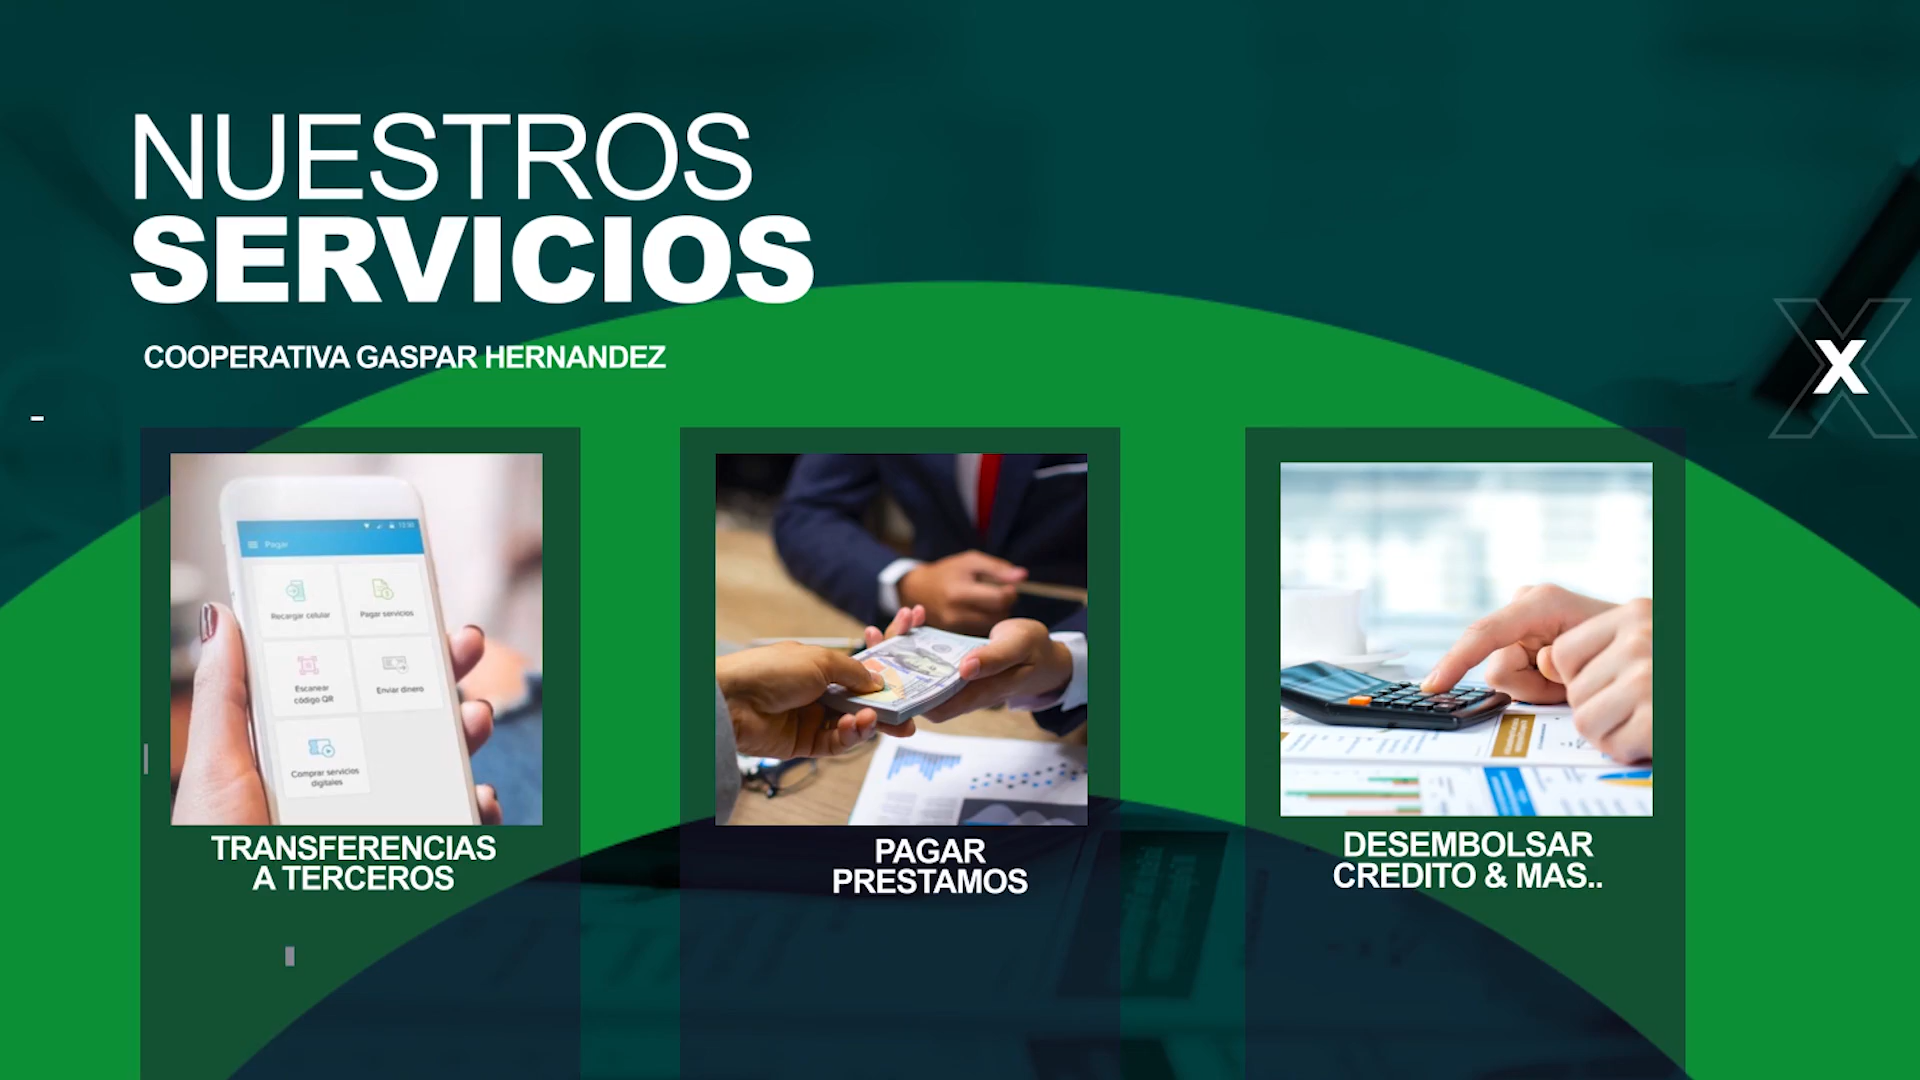 NUESTROS
SERVICIOS
COOPERATIVA GASPAR HERNANDEZ
X
Pagar
Recargar celular
Pagar servicios
Escanear
código QR
Enviar dinero
Comprar servicios
digitales
TRANSFERENCIAS
A TERCEROS
PAGAR
PRESTAMOS
DESEMBOLSAR
CREDITO & MAS..